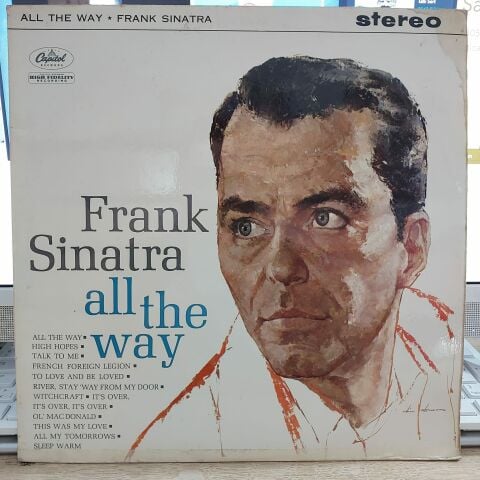 ALL THE WAY ★ FRANK SINATRA
stereo
Capitol
RECORDS
HIGH FIDELITY
RECORDING
Frank
Sinatra
all the
way
ALL THE WAY ■
HIGH HOPES ■
TALK TO ME ■
FRENCH FOREIGN LEGION ■
TO LOVE AND BE LOVED ■
RIVER, STAY 'WAY FROM MY DOOR ■
WITCHCRAFT ■ IT'S OVER,
IT'S OVER, IT'S OVER ■
OL' MACDONALD ■
THIS WAS MY LOVE ■
ALL MY TOMORROWS ■
SLEEP WARM